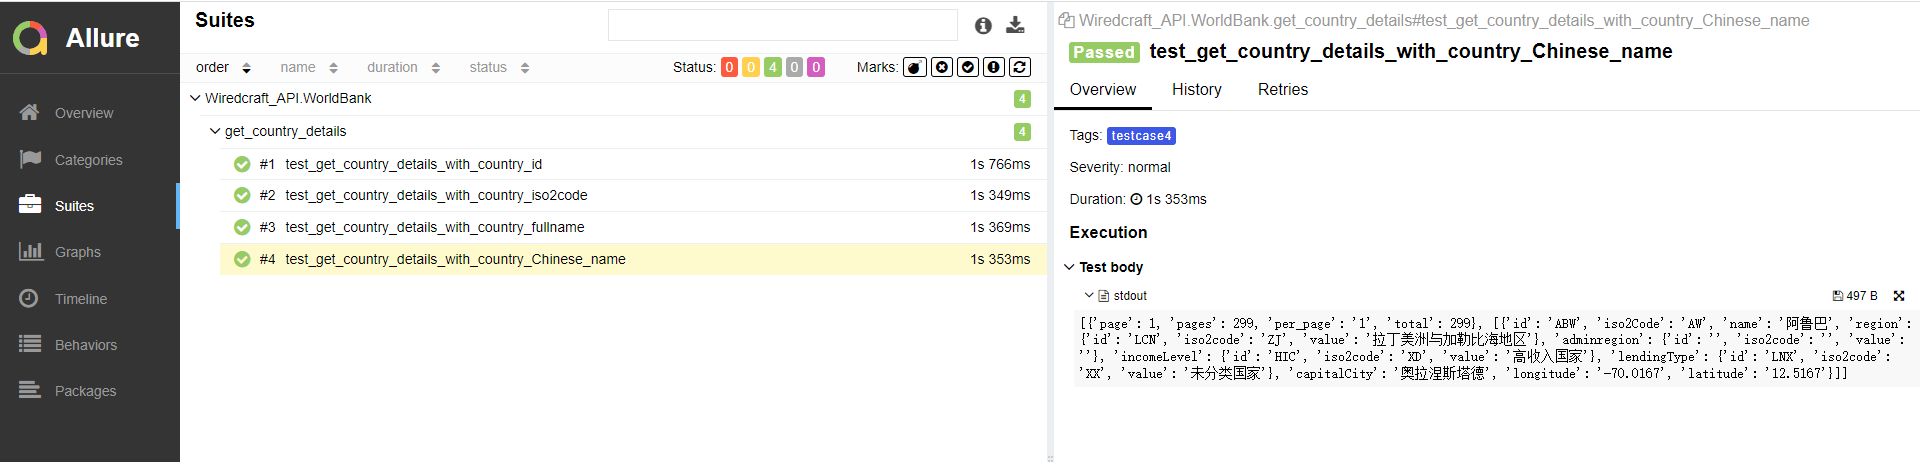 Allure
Overview
Categories
Suites
Graphs
Timeline
Behaviors
Packages
Suites
order name duration status Status: 0 0 4 0 0 Marks:
Wiredcraft_API.WorldBank 4
get_country_details 4
#1 test_get_country_details_with_country_id 1s 766ms
#2 test_get_country_details_with_country_iso2code 1s 349ms
#3 test_get_country_details_with_country_fullname 1s 369ms
#4 test_get_country_details_with_country_Chinese_name 1s 353ms
Wiredcraft_API.WorldBank.get_country_details#test_get_country_details_with_country_Chinese_name
Passed test_get_country_details_with_country_Chinese_name
Overview History Retries
Tags: testcase4
Severity: normal
Duration: 1s 353ms
Execution
Test body
stdout 497 B
[{'page': 1, 'pages': 299, 'per_page': '1', 'total': 299}, [{'id': 'ABW', 'iso2Code': 'AW', 'name': '阿鲁巴', 'region':
{'id': 'LCN', 'iso2code': 'ZJ', 'value': '拉丁美洲与加勒比海地区'}, 'adminregion': {'id': '', 'iso2code': '', 'value':
''}, 'incomeLevel': {'id': 'HIC', 'iso2code': 'XD', 'value': '高收入国家'}, 'lendingType': {'id': 'LNX', 'iso2code':
'XX', 'value': '未分类国家'}, 'capitalCity': '奥拉涅斯塔德', 'longitude': '-70.0167', 'latitude': '12.5167'}]]